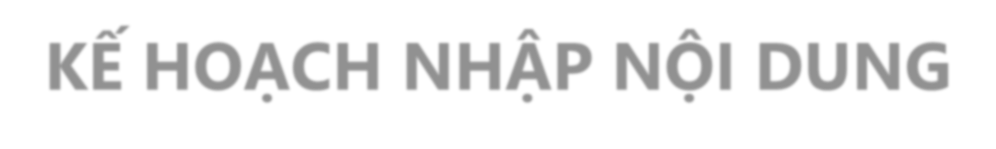 KẾ HOẠCH NHẬP NỘI DUNG